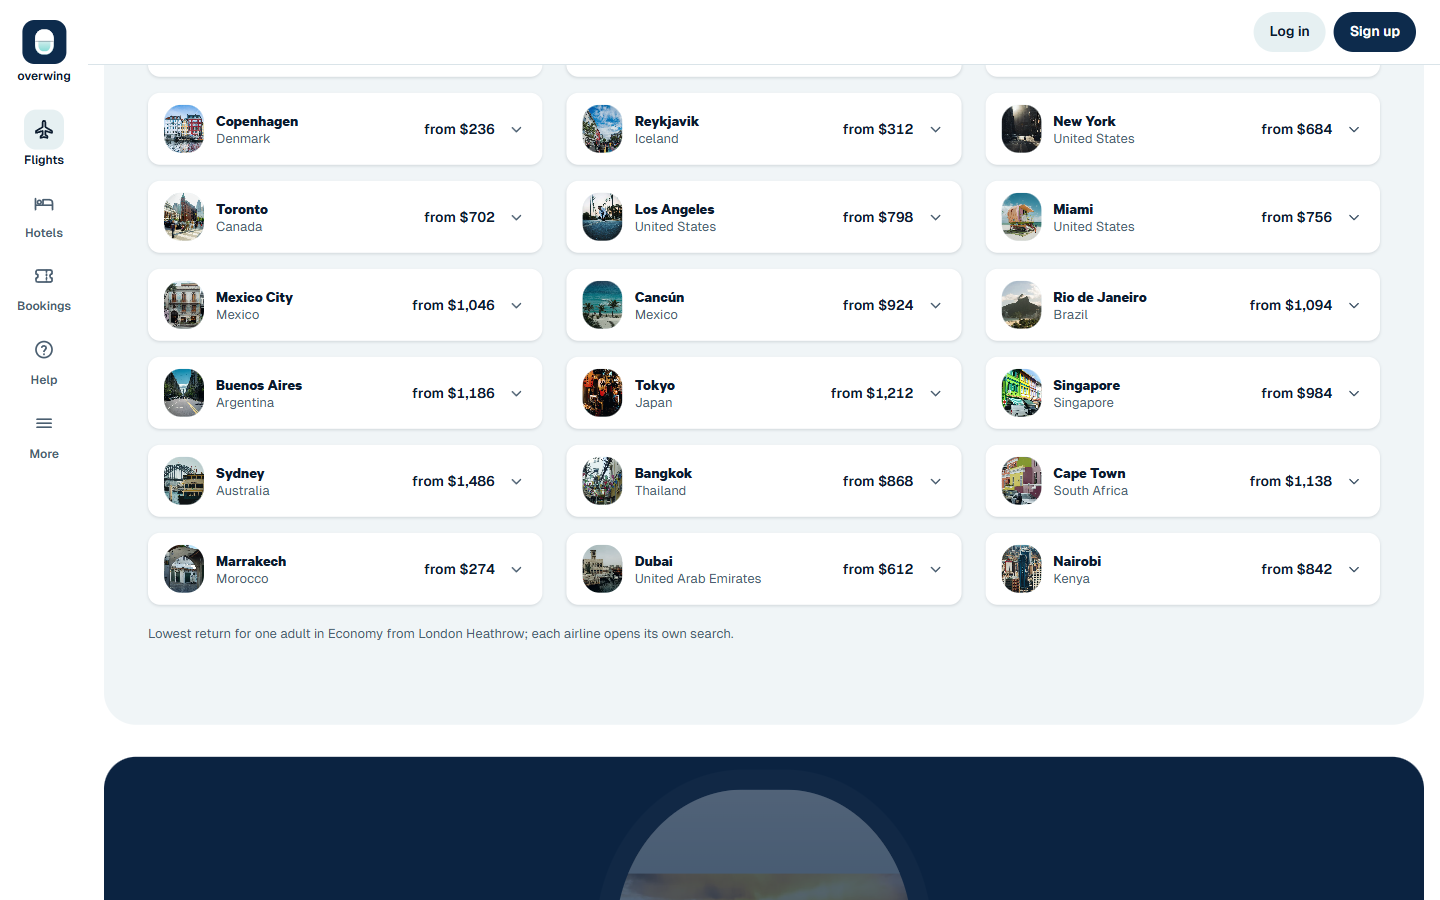 overwing
Flights
Hotels
Bookings
Help
More
Log in
Sign up
Copenhagen
Denmark
from $236
Reykjavik
Iceland
from $312
New York
United States
from $684
Toronto
Canada
from $702
Los Angeles
United States
from $798
Miami
United States
from $756
Mexico City
Mexico
from $1,046
Cancún
Mexico
from $924
Rio de Janeiro
Brazil
from $1,094
Buenos Aires
Argentina
from $1,186
Tokyo
Japan
from $1,212
Singapore
Singapore
from $984
Sydney
Australia
from $1,486
Bangkok
Thailand
from $868
Cape Town
South Africa
from $1,138
Marrakech
Morocco
from $274
Dubai
United Arab Emirates
from $612
Nairobi
Kenya
from $842
Lowest return for one adult in Economy from London Heathrow; each airline opens its own search.